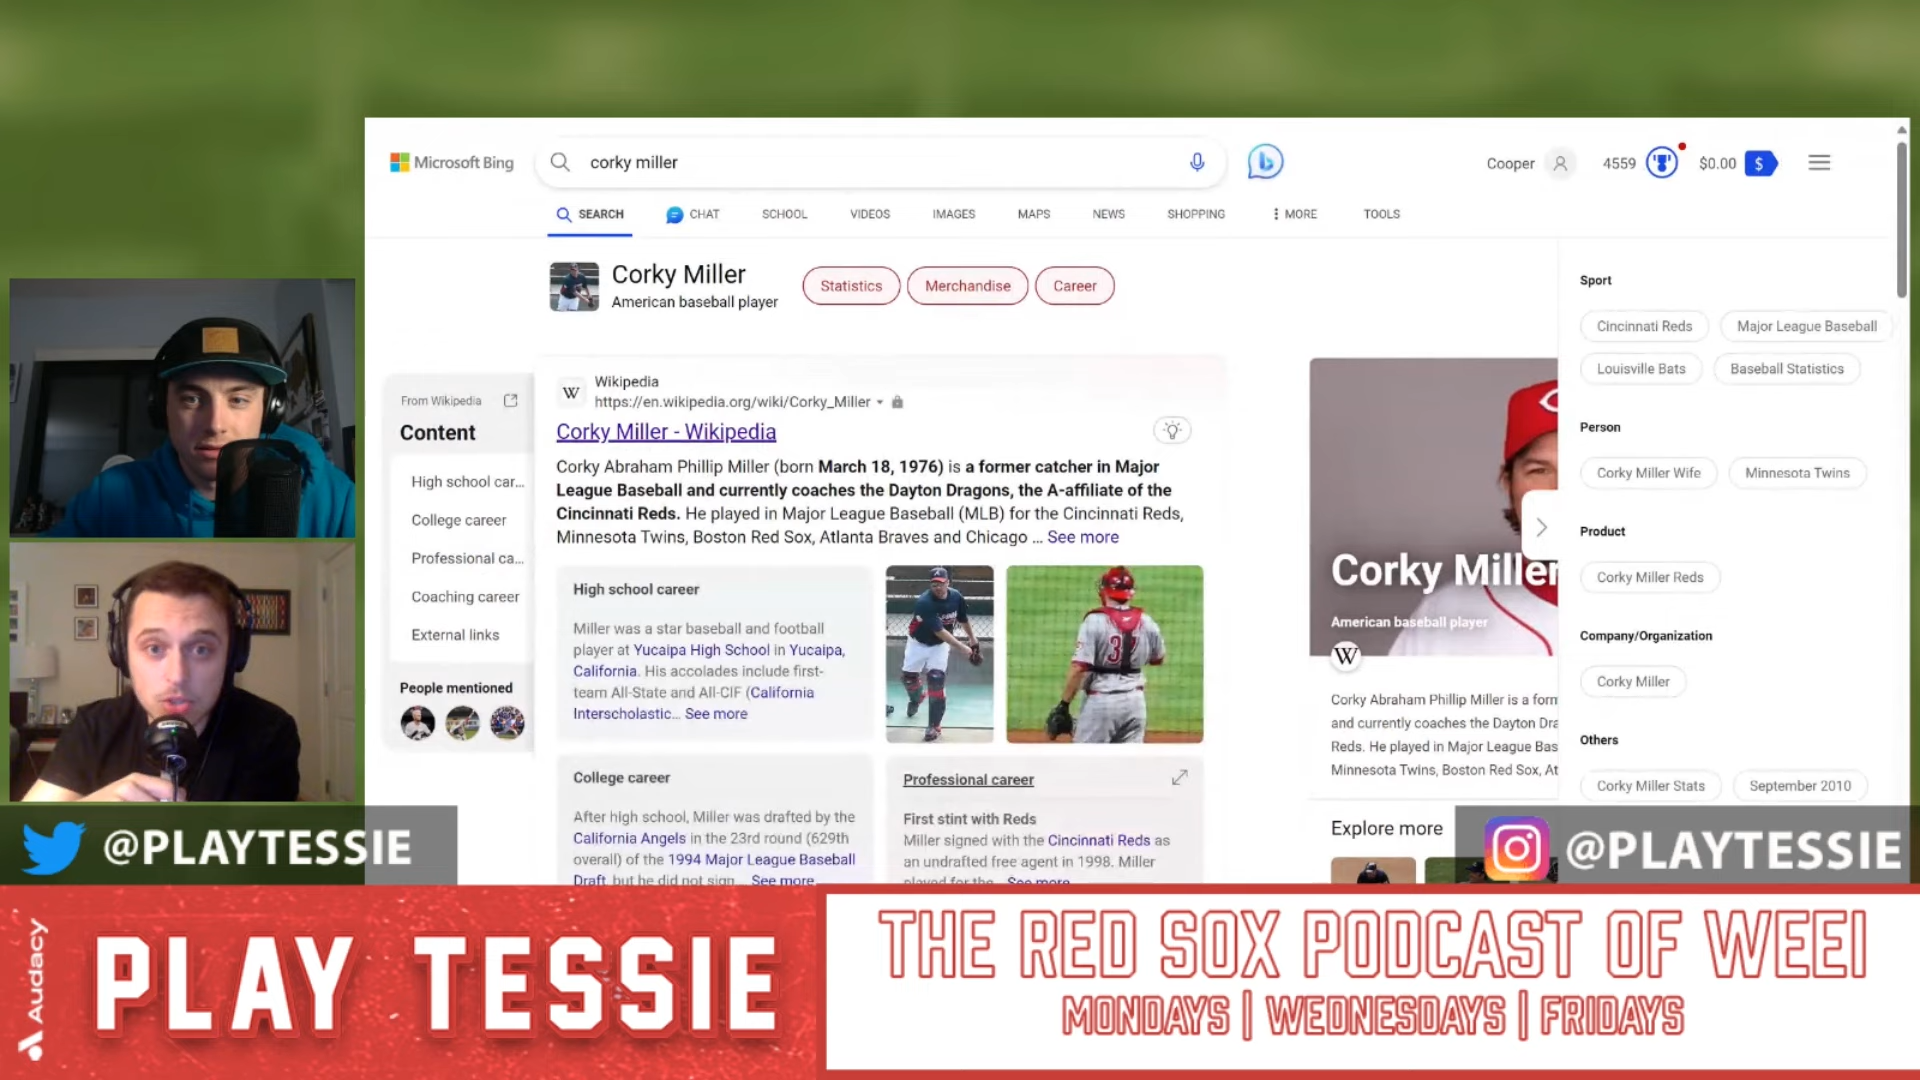 Microsoft Bing
corky miller
Cooper
4559
$0.00
$
SEARCH
CHAT
SCHOOL
VIDEOS
IMAGES
MAPS
NEWS
SHOPPING
MORE
TOOLS
Corky Miller
American baseball player
Statistics
Merchandise
Career
From Wikipedia
Content
High school car...
College career
Professional ca...
Coaching career
External links
People mentioned
W
Wikipedia
https://en.wikipedia.org/wiki/Corky_Miller
Corky Miller - Wikipedia
Corky Abraham Phillip Miller (born March 18, 1976) is a former catcher in Major
League Baseball and currently coaches the Dayton Dragons, the A-affiliate of the
Cincinnati Reds. He played in Major League Baseball (MLB) for the Cincinnati Reds,
Minnesota Twins, Boston Red Sox, Atlanta Braves and Chicago ... See more
High school career
Miller was a star baseball and football
player at Yucaipa High School in Yucaipa,
California. His accolades include first-
team All-State and All-CIF (California
Interscholastic... See more
College career
After high school, Miller was drafted by the
California Angels in the 23rd round (629th
overall) of the 1994 Major League Baseball
Draft, but he did not sign ... See more
Professional career
First stint with Reds
Miller signed with the Cincinnati Reds as
an undrafted free agent in 1998. Miller
played for the... See more
Corky Miller
American baseball player
W
Corky Abraham Phillip Miller is a form
and currently coaches the Dayton Dra
Reds. He played in Major League Bas
Minnesota Twins, Boston Red Sox, At
Explore more
Sport
Cincinnati Reds
Major League Baseball
Louisville Bats
Baseball Statistics
Person
Corky Miller Wife
Minnesota Twins
Product
Corky Miller Reds
Company/Organization
Corky Miller
Others
Corky Miller Stats
September 2010
@PLAYTESSIE
@PLAYTESSIE
Audacy
PLAY TESSIE
THE RED SOX PODCAST OF WEEI
MONDAYS | WEDNESDAYS | FRIDAYS